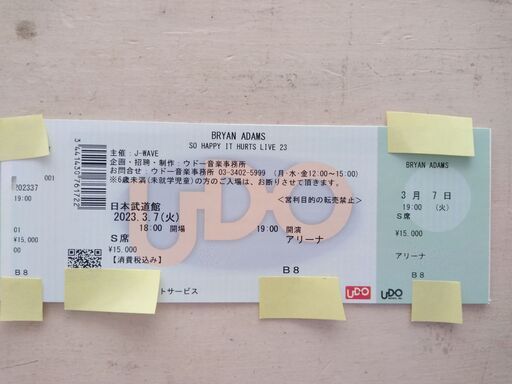 BRYAN ADAMS
SO HAPPY IT HURTS LIVE 23
主催：J-WAVE
企画・招聘・制作：ウドー音楽事務所
お問合せ：ウドー音楽事務所 03-3402-5999 (月・水・金12:00～15:00)
※6歳未満(未就学児童)の方のご入場は、お断りさせて頂きます。
<営利目的の転売禁止>
日本武道館
2023.3.7(火)
18:00 開場 19:00 開演
S席 アリーナ
¥15,000
【消費税込み】
B8
トサービス
UDO
3441430761722
001
202337
19:00
01
¥15,000
B8
BRYAN ADAMS
3月 7日
19:00 (火)
S席
¥15,000
アリーナ
UDO
UDO